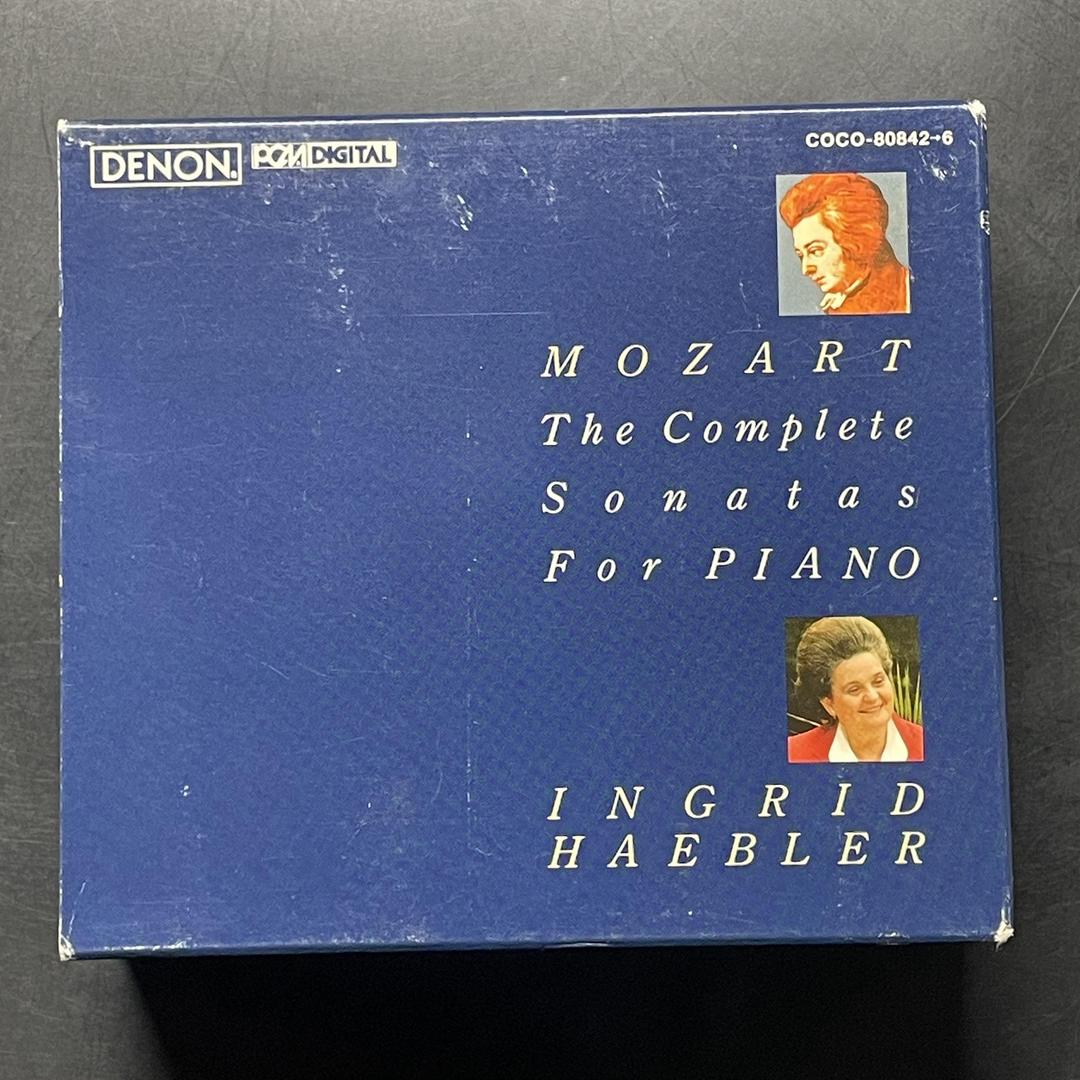 DENON.
PCM DIGITAL
COCO-80842→6
MOZART
The Complete
Sonatas
For PIANO
INGRID
HAEBLER